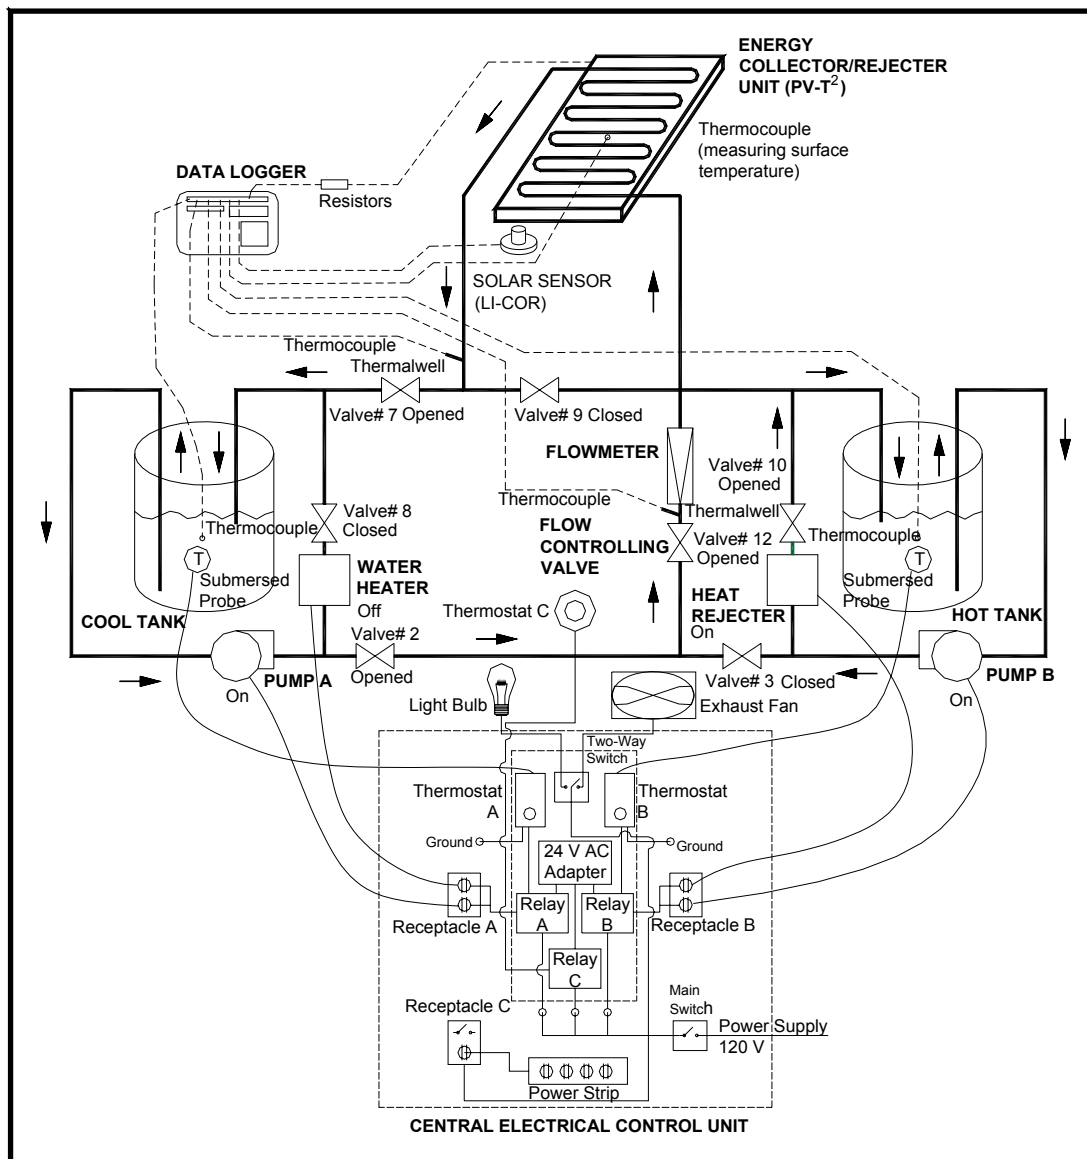 ENERGY
COLLECTOR/REJECTER
UNIT (PV-T²)
Thermocouple
(measuring surface
temperature)
DATA LOGGER
Resistors
SOLAR SENSOR
(LI-COR)
Thermocouple
Thermalwell
Valve# 7 Opened
Valve# 9 Closed
FLOWMETER
Valve# 10
Opened
Thermocouple
Thermalwell
Valve# 8
Closed
Thermocouple
FLOW
CONTROLLING
VALVE
Valve# 12
Opened
Thermocouple
T
Submersed
Probe
WATER
HEATER
Off
Thermostat C
HEAT
REJECTER
On
T
Submersed
Probe
COOL TANK
HOT TANK
Valve# 2
Opened
PUMP A
On
Valve# 3 Closed
PUMP B
On
Light Bulb
Exhaust Fan
Two-Way
Switch
Thermostat
A
Thermostat
B
Ground
Ground
24 V AC
Adapter
Relay
A
Relay
B
Receptacle A
Receptacle B
Relay
C
Receptacle C
Main
Switch
Power Supply
120 V
Power Strip
CENTRAL ELECTRICAL CONTROL UNIT